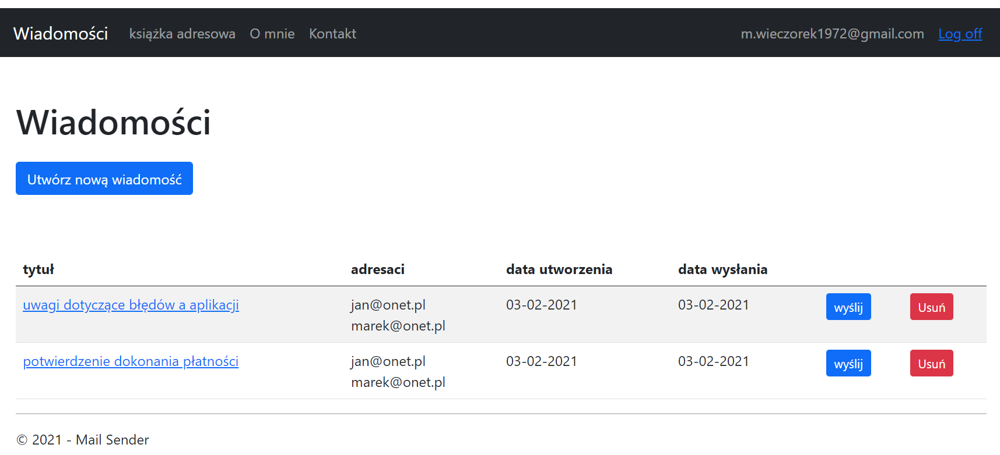 Wiadomości książka adresowa O mnie Kontakt m.wieczorek1972@gmail.com Log off
Wiadomości
Utwórz nową wiadomość
tytuł adresaci data utworzenia data wysłania
uwagi dotyczące błędów a aplikacji jan@onet.pl 03-02-2021 03-02-2021 wyślij Usuń
marek@onet.pl
potwierdzenie dokonania płatności jan@onet.pl 03-02-2021 03-02-2021 wyślij Usuń
marek@onet.pl
© 2021 - Mail Sender